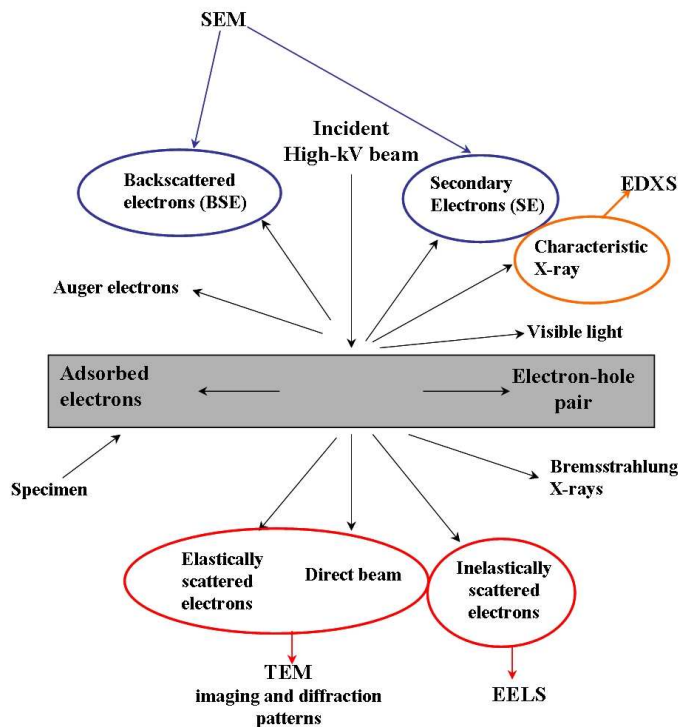 SEM
Incident
High-kV beam
Backscattered
electrons (BSE)
Secondary
Electrons (SE)
EDXS
Characteristic
X-ray
Auger electrons
Visible light
Adsorbed
electrons
Electron-hole
pair
Specimen
Bremsstrahlung
X-rays
Elastically
scattered
electrons
Direct beam
Inelastically
scattered
electrons
TEM
imaging and diffraction
patterns
EELS